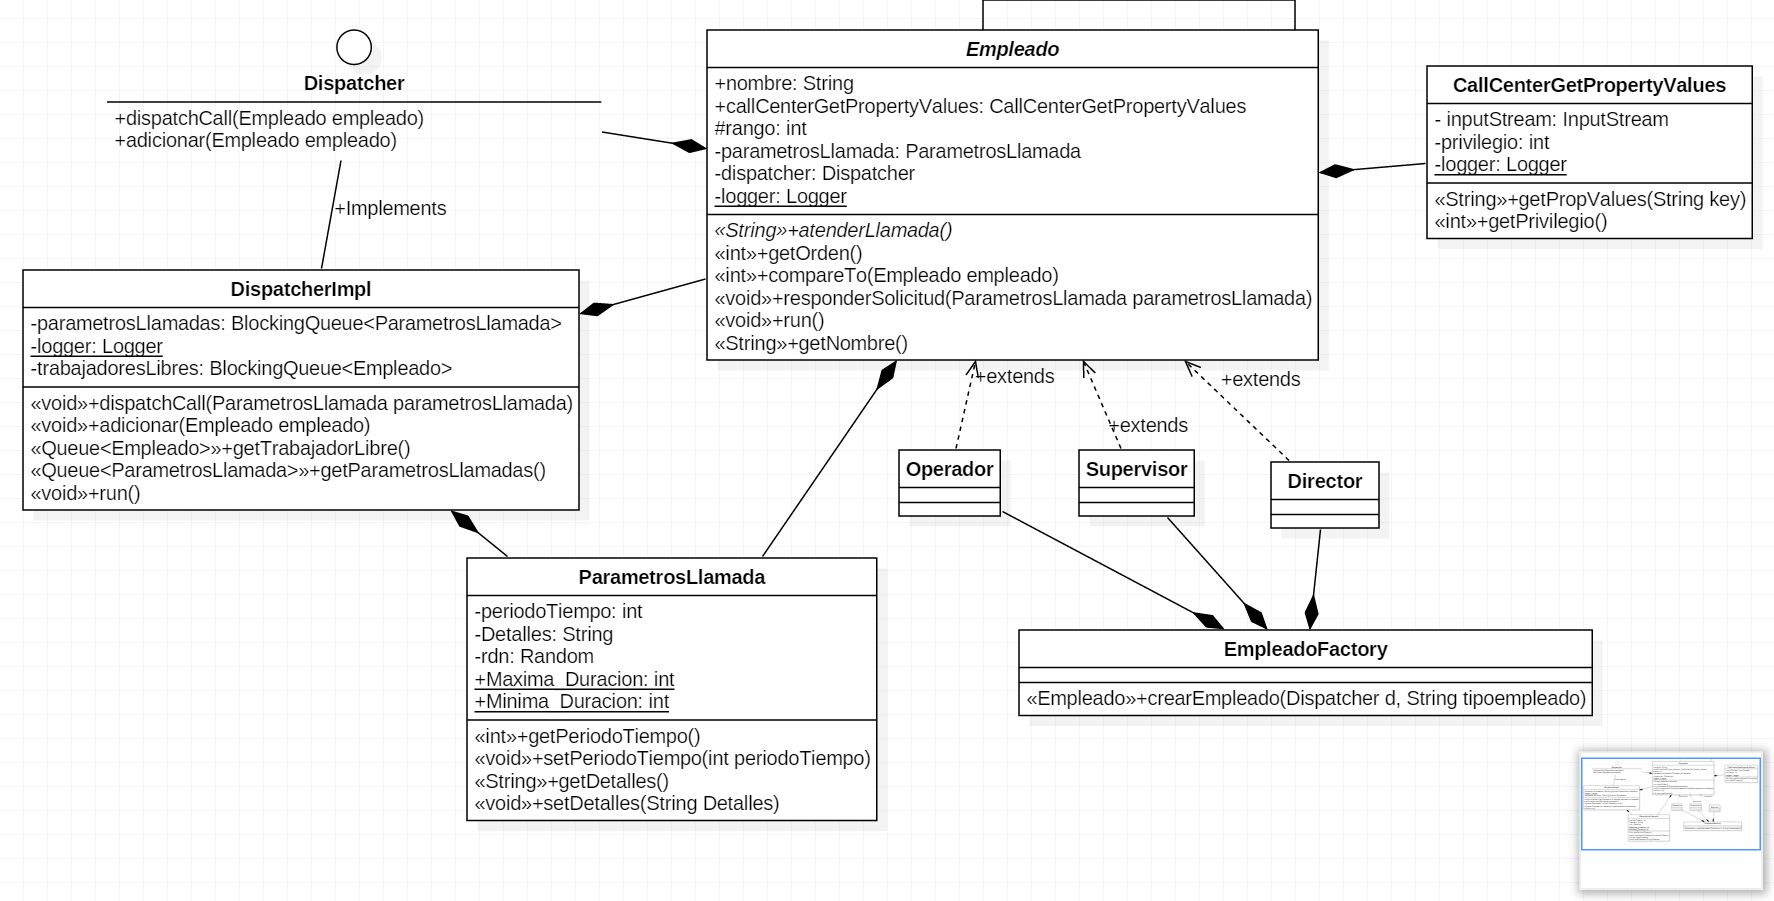 Dispatcher
+dispatchCall(Empleado empleado)
+adicionar(Empleado empleado)
+Implements
DispatcherImpl
-parametrosLlamadas: BlockingQueue<ParametrosLlamada>
-logger: Logger
-trabajadoresLibres: BlockingQueue<Empleado>
«void»+dispatchCall(ParametrosLlamada parametrosLlamada)
«void»+adicionar(Empleado empleado)
«Queue<Empleado>»+getTrabajadorLibre()
«Queue<ParametrosLlamada>»+getParametrosLlamadas()
«void»+run()
Empleado
+nombre: String
+callCenterGetPropertyValues: CallCenterGetPropertyValues
#rango: int
-parametrosLlamada: ParametrosLlamada
-dispatcher: Dispatcher
-logger: Logger
«String»+atenderLlamada()
«int»+getOrden()
«int»+compareTo(Empleado empleado)
«void»+responderSolicitud(ParametrosLlamada parametrosLlamada)
«void»+run()
«String»+getNombre()
CallCenterGetPropertyValues
- inputStream: InputStream
-privilegio: int
-logger: Logger
«String»+getPropValues(String key)
«int»+getPrivilegio()
+extends
+extends
+extends
Operador
Supervisor
Director
ParametrosLlamada
-periodoTiempo: int
-Detalles: String
-rdn: Random
+Maxima_Duracion: int
+Minima_Duracion: int
«int»+getPeriodoTiempo()
«void»+setPeriodoTiempo(int periodoTiempo)
«String»+getDetalles()
«void»+setDetalles(String Detalles)
EmpleadoFactory
«Empleado»+crearEmpleado(Dispatcher d, String tipoempleado)